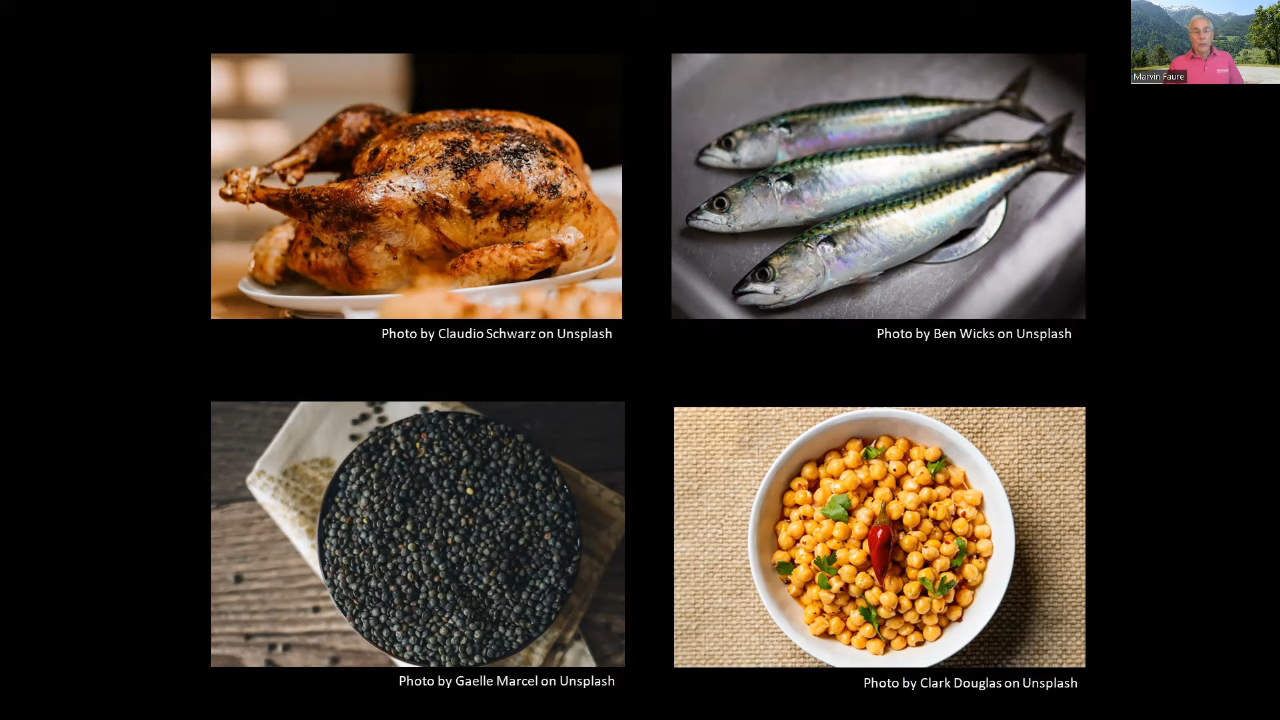 Marvin Faure
Photo by Claudio Schwarz on Unsplash
Photo by Ben Wicks on Unsplash
Photo by Gaelle Marcel on Unsplash
Photo by Clark Douglas on Unsplash